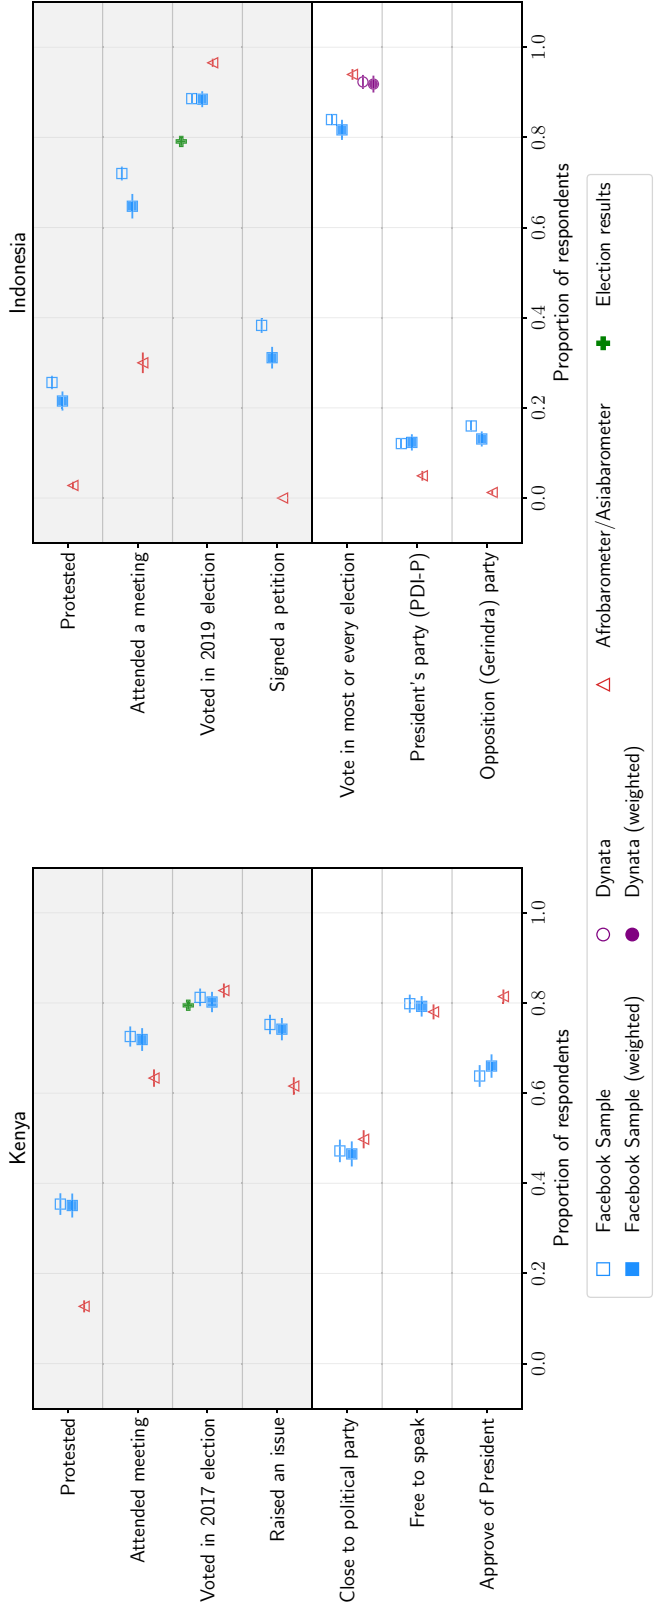 Kenya
Protested
Attended meeting
Voted in 2017 election
Raised an issue
Close to political party
Free to speak
Approve of President
0.0 0.2 0.4 0.6 0.8 1.0
Proportion of respondents
Indonesia
Protested
Attended a meeting
Voted in 2019 election
Signed a petition
Vote in most or every election
President's party (PDI-P)
Opposition (Gerindra) party
0.0 0.2 0.4 0.6 0.8 1.0
Proportion of respondents
Facebook Sample Dynata Afrobarometer/Asiabarometer Election results
Facebook Sample (weighted) Dynata (weighted)